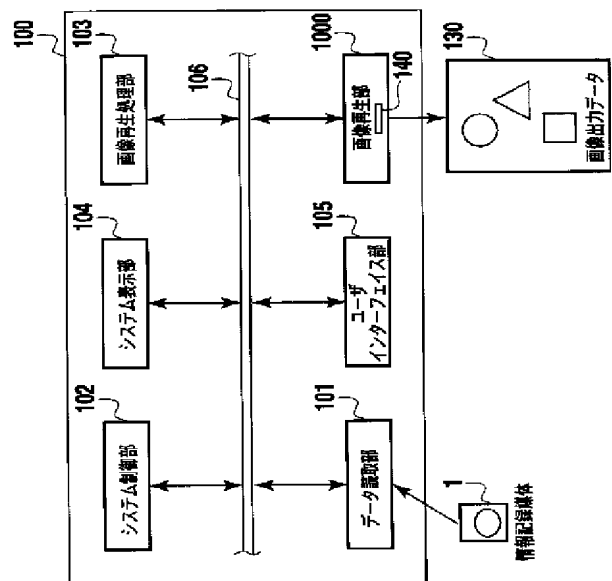 100
102
システム制御部
104
システム表示部
103
画像再生処理部
106
101
データ読取部
105
ユーザ
インターフェイス部
1000
画像再生部
140
1
情報記録媒体
130
画像出力データ